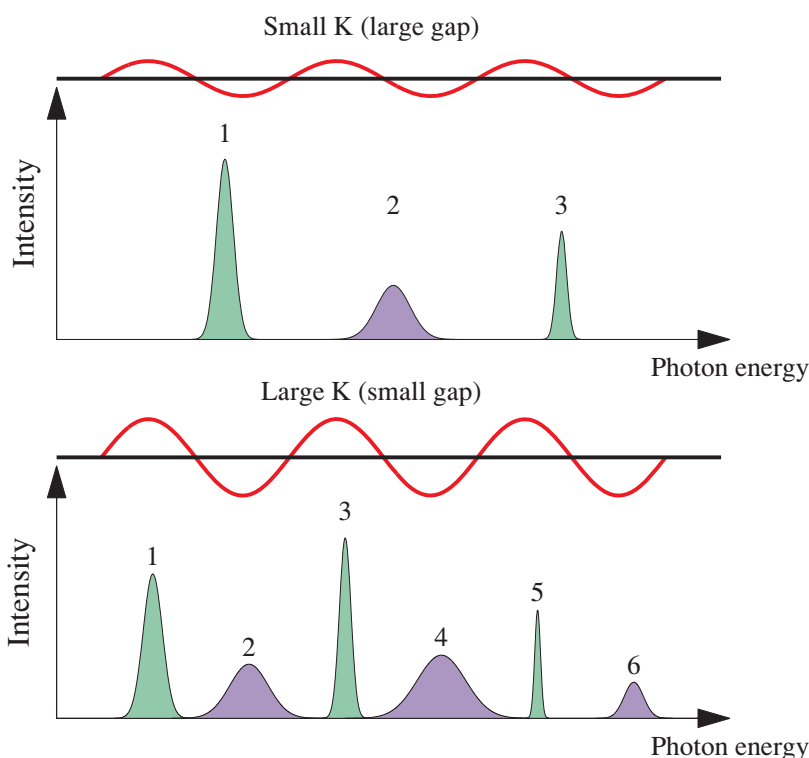 Small K (large gap)
1
2
3
Intensity
Photon energy
Large K (small gap)
1
2
3
4
5
6
Intensity
Photon energy